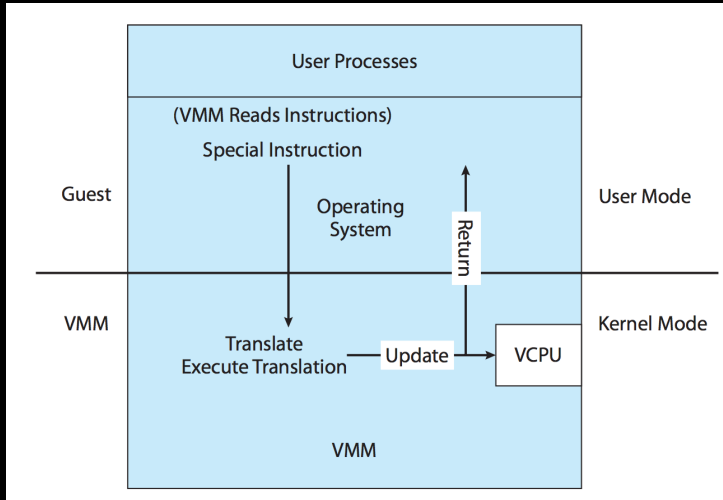 User Processes
(VMM Reads Instructions)
Special Instruction
Guest
Operating
System
User Mode
Return
VMM
Kernel Mode
Translate
Execute Translation
Update
VCPU
VMM